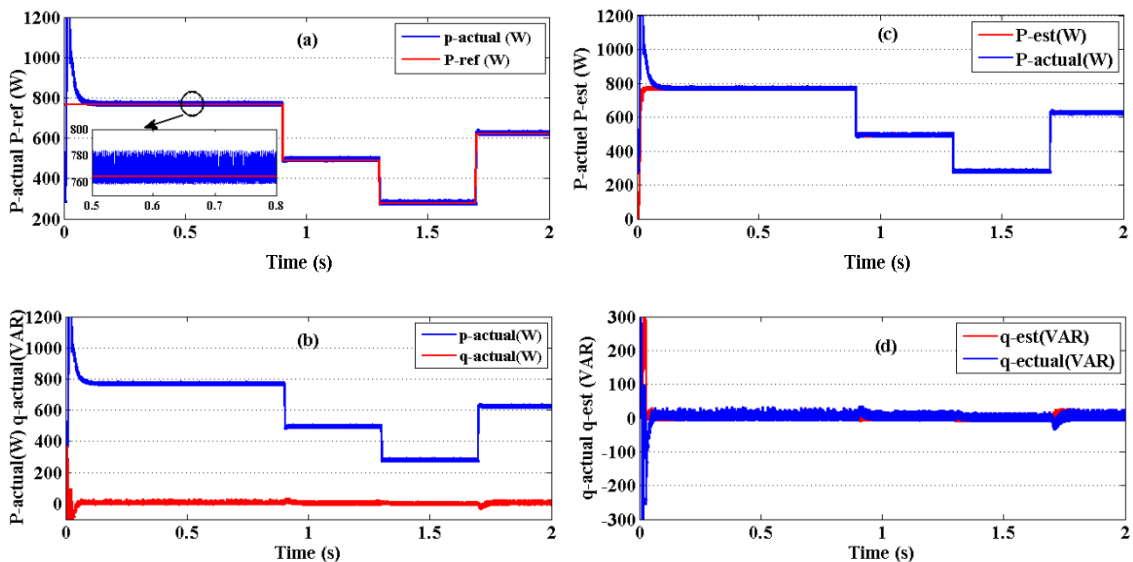 (a)
p-actual (W)
P-ref (W)
P-actual P-ref (W)
1200
1000
800
600
400
200
800
780
760
0.5 0.6 0.7 0.8
0 0.5 1 1.5 2
Time (s)
(c)
P-est(W)
P-actual(W)
P-actuel P-est (W)
1200
1000
800
600
400
200
0
0 0.5 1 1.5 2
Time (s)
(b)
p-actual(W)
q-actual(W)
P-actual(W) q-actual(VAR)
1200
1000
800
600
400
200
0
0 0.5 1 1.5 2
Time (s)
(d)
q-est(VAR)
q-ectual(VAR)
q-actual q-est (VAR)
300
200
100
0
-100
-200
-300
0 0.5 1 1.5 2
Time (s)